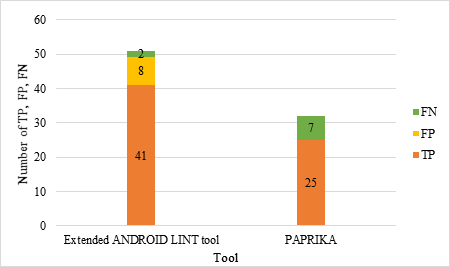 60
50
40
30
20
10
0
Number of TP, FP, FN
2
8
41
7
25
Extended ANDROID LINT tool
PAPRIKA
Tool
FN
FP
TP